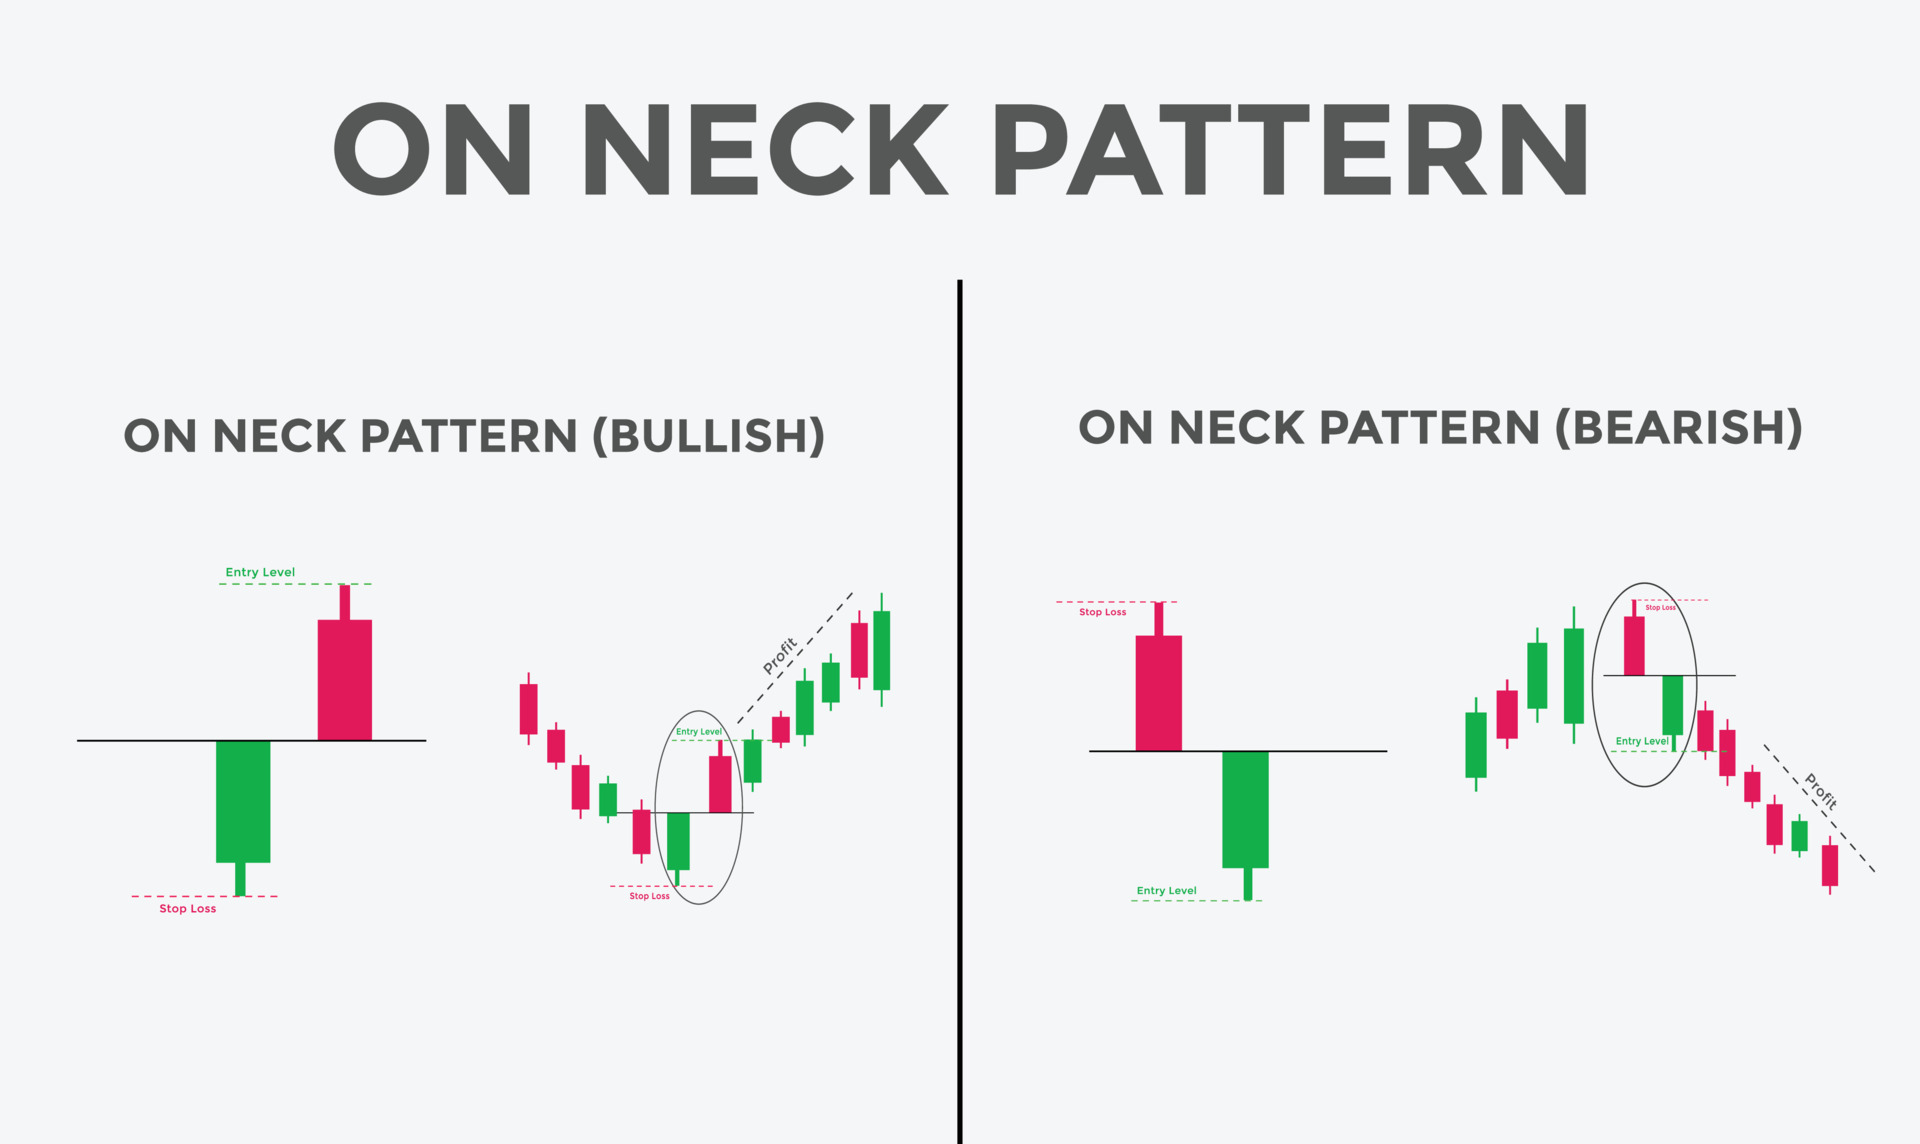 ON NECK PATTERN
ON NECK PATTERN (BULLISH)
Entry Level
Stop Loss
Profit
Entry Level
Stop Loss
ON NECK PATTERN (BEARISH)
Stop Loss
Entry Level
Stop Loss
Entry Level
Profit